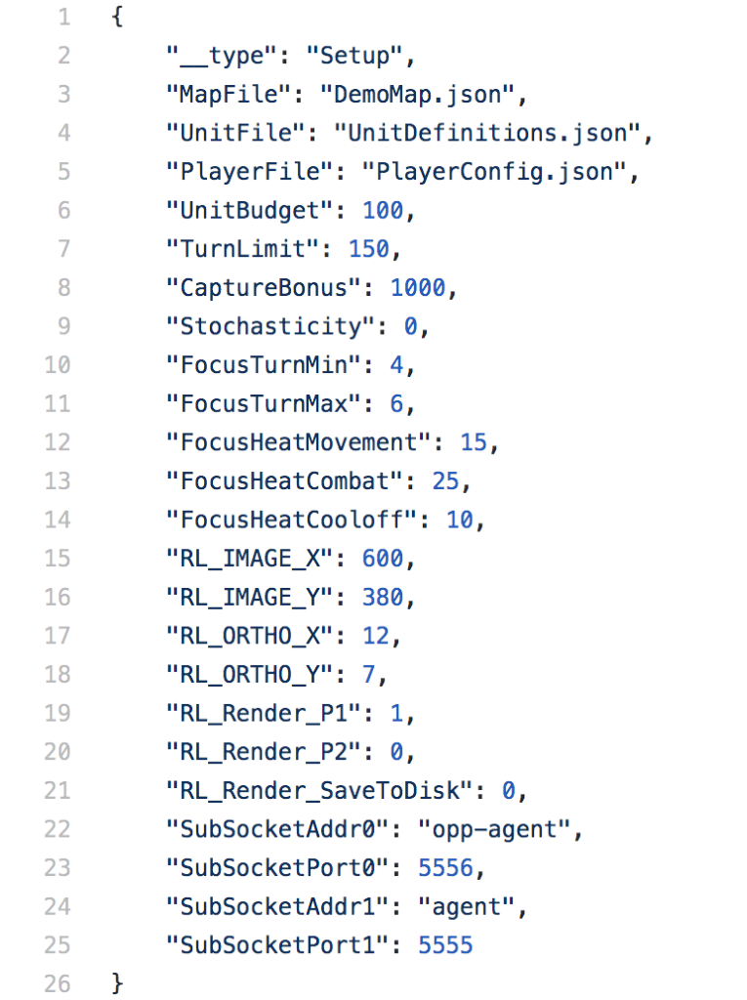 1 {
2 "__type": "Setup",
3 "MapFile": "DemoMap.json",
4 "UnitFile": "UnitDefinitions.json",
5 "PlayerFile": "PlayerConfig.json",
6 "UnitBudget": 100,
7 "TurnLimit": 150,
8 "CaptureBonus": 1000,
9 "Stochasticity": 0,
10 "FocusTurnMin": 4,
11 "FocusTurnMax": 6,
12 "FocusHeatMovement": 15,
13 "FocusHeatCombat": 25,
14 "FocusHeatCooloff": 10,
15 "RL_IMAGE_X": 600,
16 "RL_IMAGE_Y": 380,
17 "RL_ORTHO_X": 12,
18 "RL_ORTHO_Y": 7,
19 "RL_Render_P1": 1,
20 "RL_Render_P2": 0,
21 "RL_Render_SaveToDisk": 0,
22 "SubSocketAddr0": "opp-agent",
23 "SubSocketPort0": 5556,
24 "SubSocketAddr1": "agent",
25 "SubSocketPort1": 5555
26 }